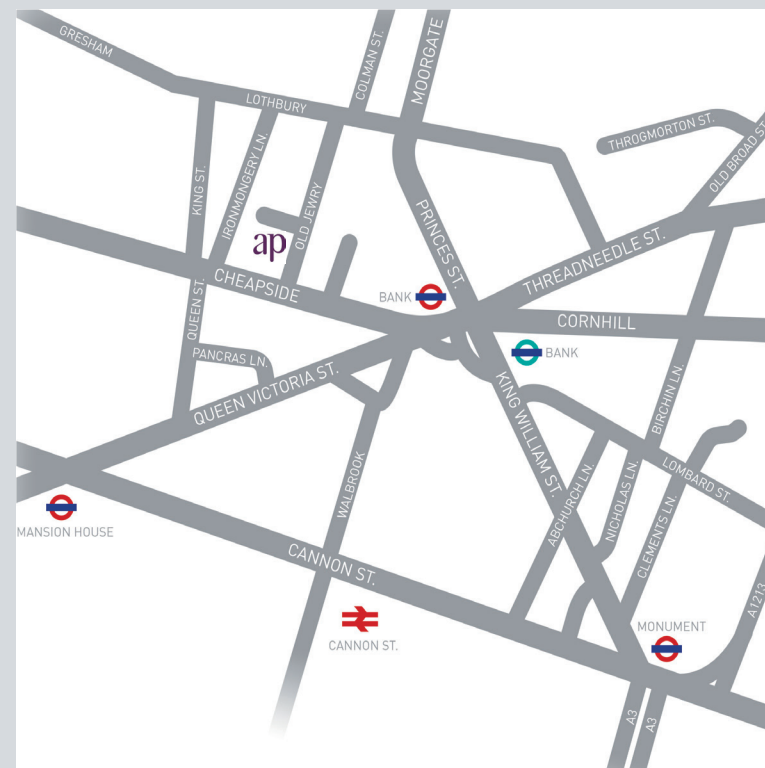 GRESHAM
COLMAN ST.
MOORGATE
LOTHBURY
THROGMORTON ST.
OLD BROAD ST.
KING ST.
IRONMONGERY LN.
OLD JEWRY
ap
PRINCES ST.
THREADNEEDLE ST.
CHEAPSIDE
BANK
CORNHILL
QUEEN ST.
PANCRAS LN.
BANK
QUEEN VICTORIA ST.
KING WILLIAM ST.
BIRCHIN LN.
WALBROOK
ABCHURCH LN.
NICHOLAS LN.
LOMBARD ST.
CLEMENTS LN.
MANSION HOUSE
CANNON ST.
A1213
CANNON ST.
MONUMENT
A3
A3